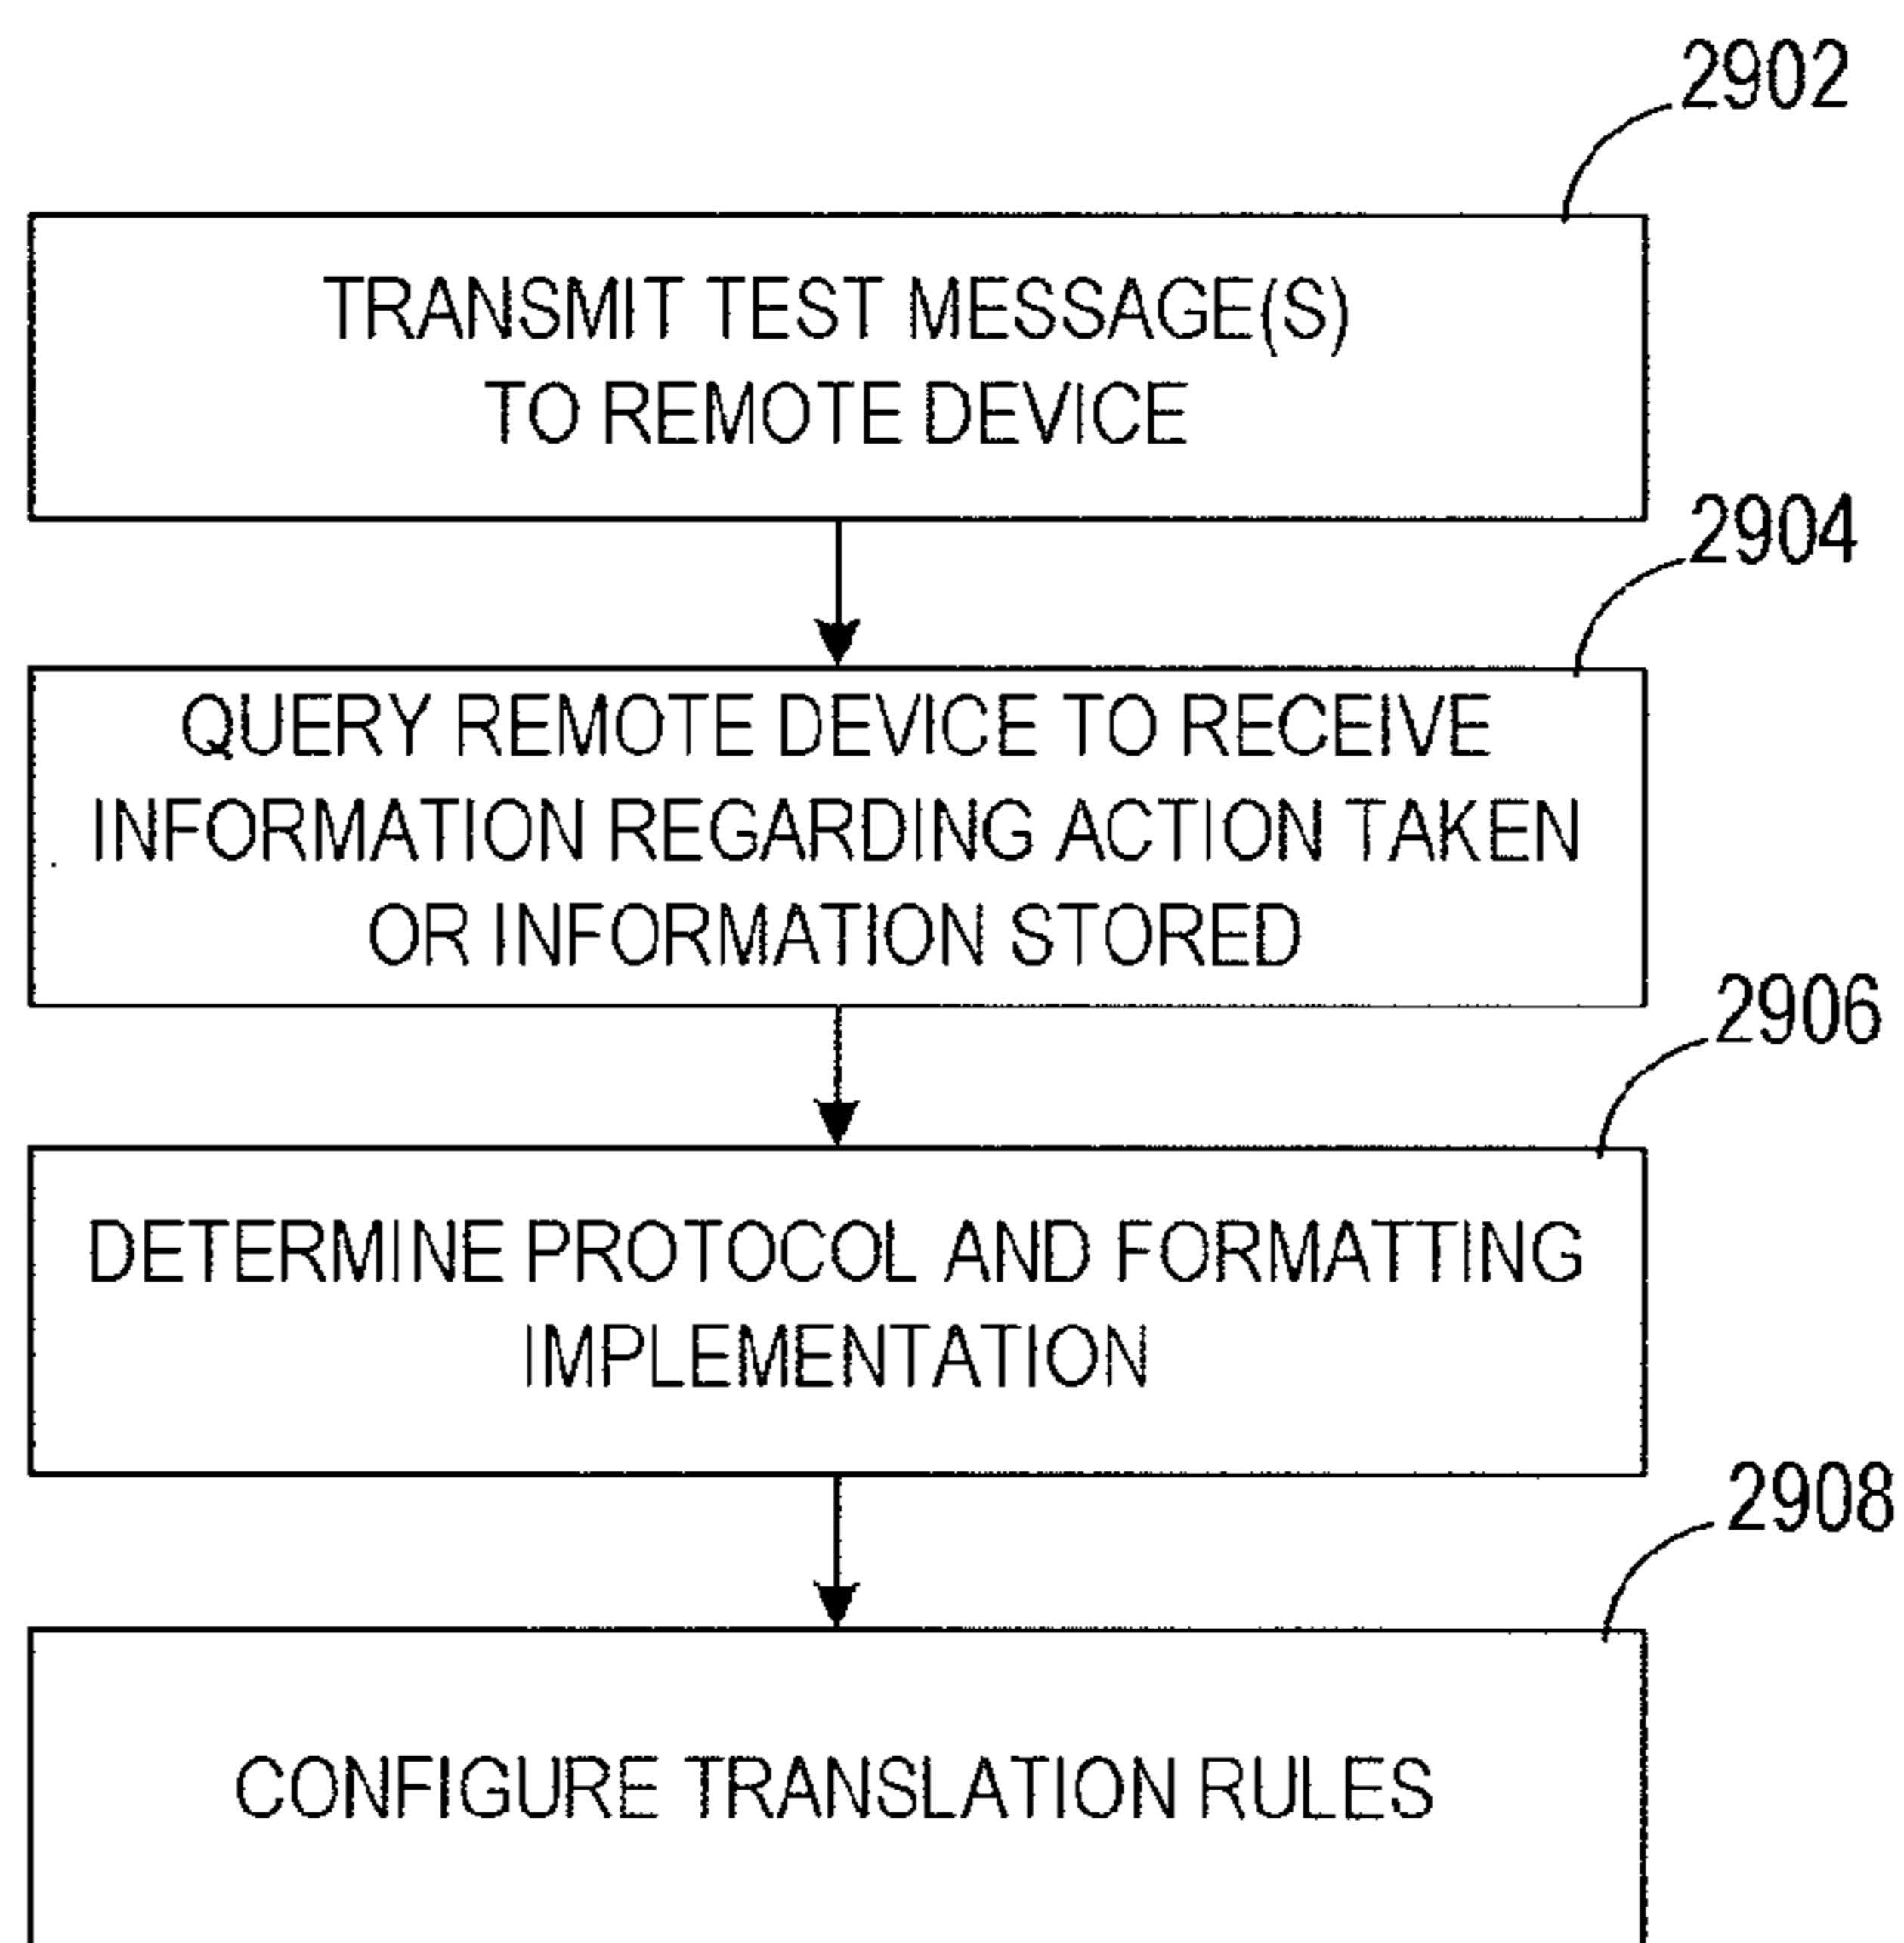 2902
TRANSMIT TEST MESSAGE(S)
TO REMOTE DEVICE
2904
QUERY REMOTE DEVICE TO RECEIVE
INFORMATION REGARDING ACTION TAKEN
OR INFORMATION STORED
2906
DETERMINE PROTOCOL AND FORMATTING
IMPLEMENTATION
2908
CONFIGURE TRANSLATION RULES